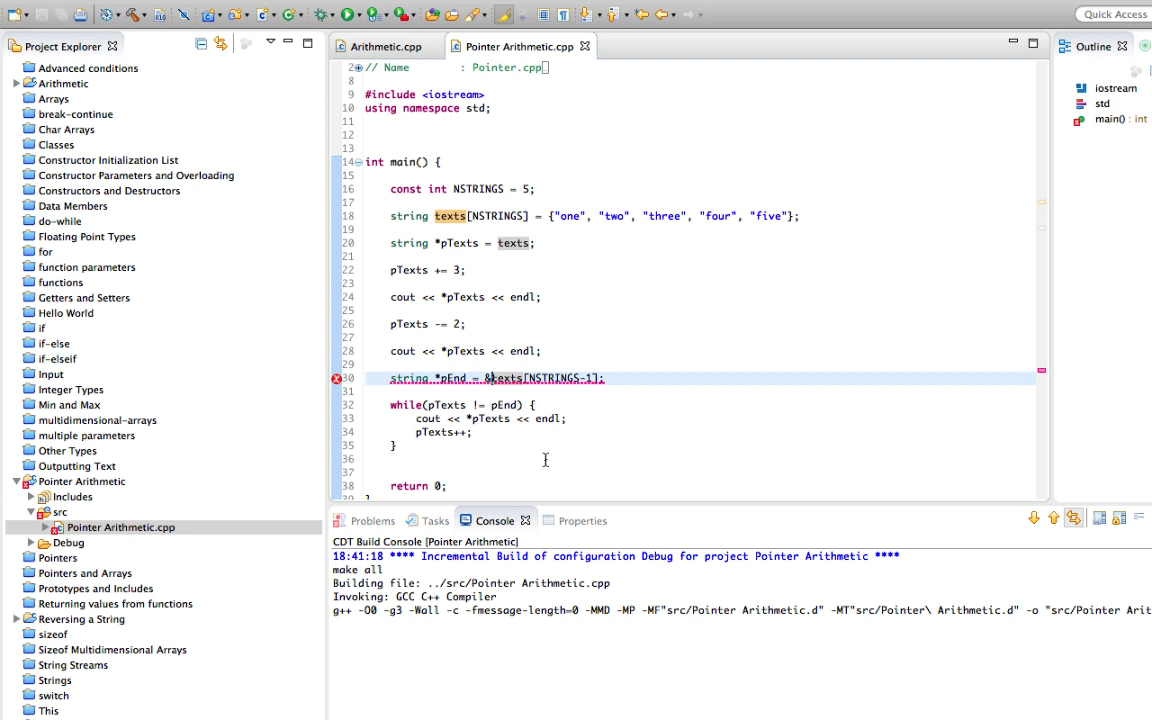 Quick Access
Project Explorer
Advanced conditions
Arithmetic
Arrays
break-continue
Char Arrays
Classes
Constructor Initialization List
Constructor Parameters and Overloading
Constructors and Destructors
Data Members
do-while
Floating Point Types
for
function parameters
functions
Getters and Setters
Hello World
if
if-else
if-elseif
Input
Integer Types
Min and Max
multidimensional-arrays
multiple parameters
Other Types
Outputting Text
Pointer Arithmetic
Includes
src
Pointer Arithmetic.cpp
Debug
Pointers
Pointers and Arrays
Prototypes and Includes
Returning values from functions
Reversing a String
sizeof
Sizeof Multidimensional Arrays
String Streams
Strings
switch
This
Arithmetic.cpp
Pointer Arithmetic.cpp
2 // Name : Pointer.cpp
8
9 #include <iostream>
10 using namespace std;
11
12
13
14 int main() {
15
16 const int NSTRINGS = 5;
17
18 string texts[NSTRINGS] = {"one", "two", "three", "four", "five"};
19
20 string *pTexts = texts;
21
22 pTexts += 3;
23
24 cout << *pTexts << endl;
25
26 pTexts -= 2;
27
28 cout << *pTexts << endl;
29
30 string *pEnd = &texts[NSTRINGS-1];
31
32 while(pTexts != pEnd) {
33 cout << *pTexts << endl;
34 pTexts++;
35 }
36
37
38 return 0;
39 }
Problems
Tasks
Console
Properties
CDT Build Console [Pointer Arithmetic]
18:41:18 **** Incremental Build of configuration Debug for project Pointer Arithmetic ****
make all
Building file: ../src/Pointer Arithmetic.cpp
Invoking: GCC C++ Compiler
g++ -O0 -g3 -Wall -c -fmessage-length=0 -MMD -MP -MF"src/Pointer Arithmetic.d" -MT"src/Pointer\ Arithmetic.d" -o "src/Pointer Arit
Outline
iostream
std
main() : int